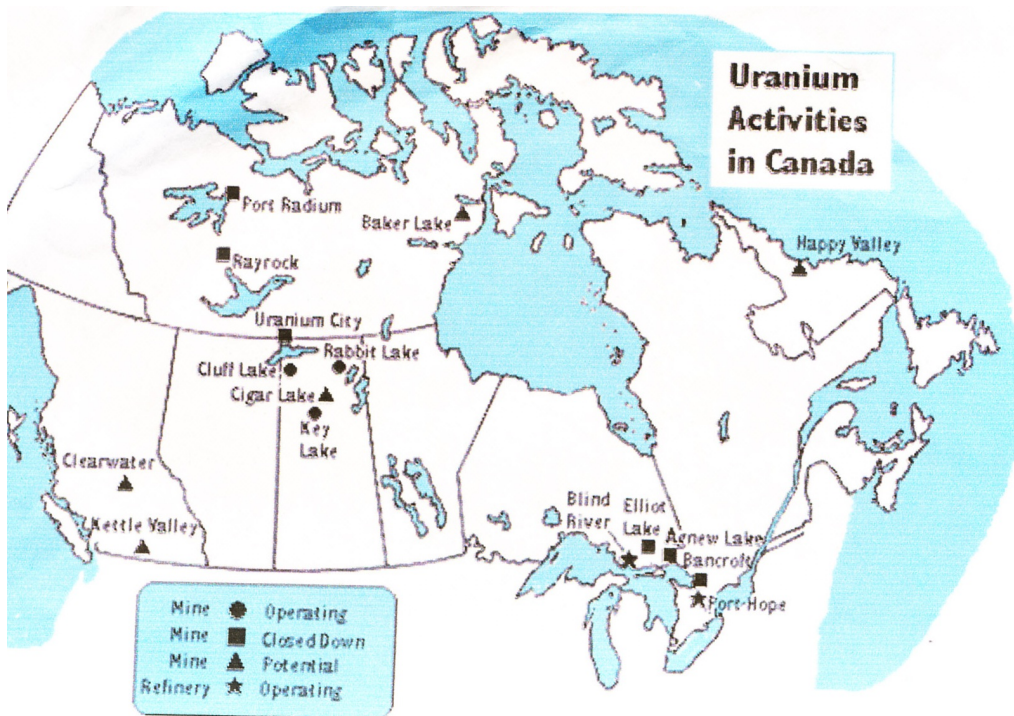 Uranium
Activities
in Canada
Port Radium
Baker Lake
Happy Valley
Rayrock
Uranium City
Rabbit Lake
Cluff Lake
Cigar Lake
Key
Lake
Clearwater
Kettle Valley
Blind
River
Elliot
Lake
Agnew Lake
Bancroft
Port Hope
Mine Operating
Mine Closed Down
Mine Potential
Refinery Operating